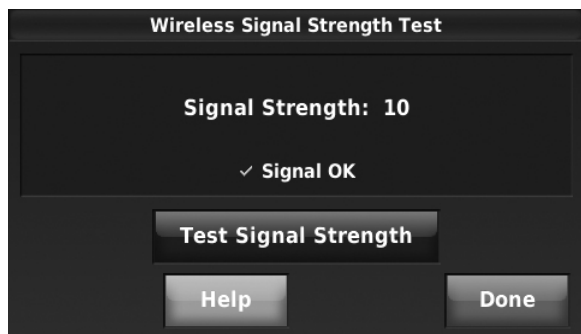 Wireless Signal Strength Test
Signal Strength: 10
✓ Signal OK
Test Signal Strength
Help
Done